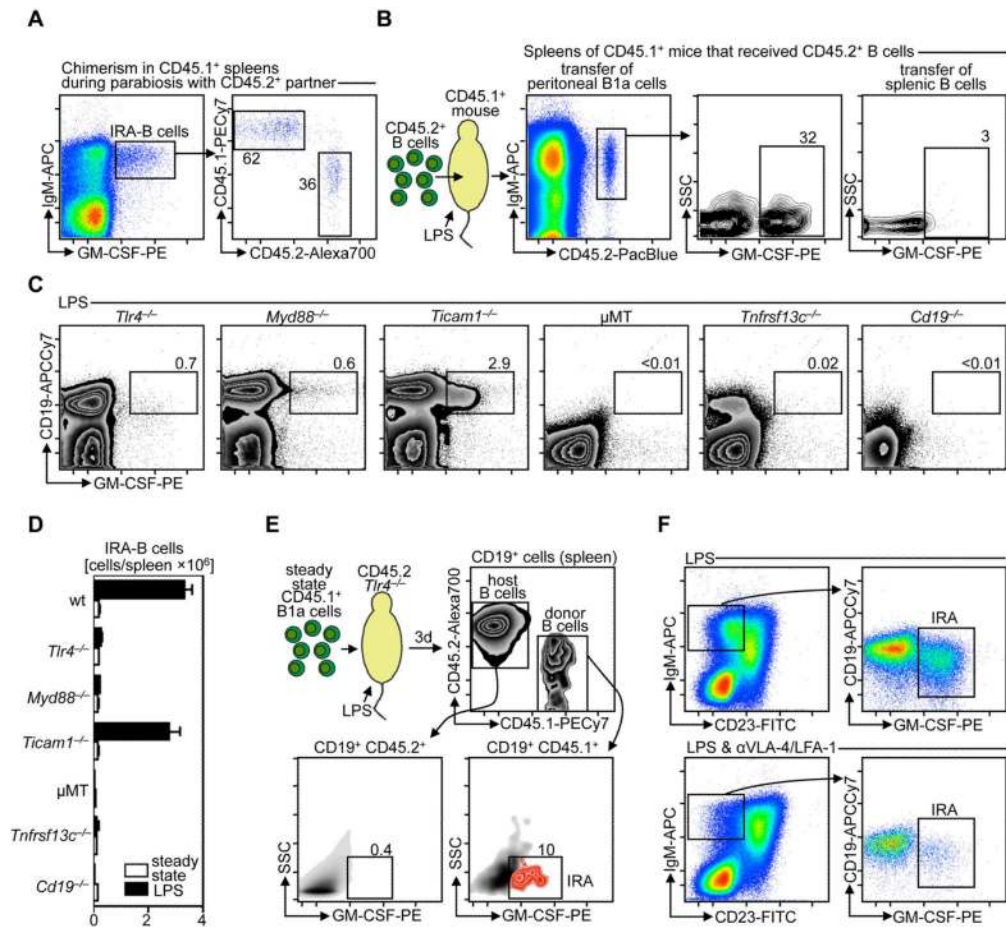 A
Chimerism in CD45.1⁺ spleens
during parabiosis with CD45.2⁺ partner
IRA-B cells
IgM-APC
GM-CSF-PE
CD45.1-PECy7
62
36
CD45.2-Alexa700
B
Spleens of CD45.1⁺ mice that received CD45.2⁺ B cells
transfer of
peritoneal B1a cells
transfer of
splenic B cells
CD45.1⁺
mouse
CD45.2⁺
B cells
LPS
IgM-APC
CD45.2-PacBlue
SSC
32
GM-CSF-PE
SSC
3
GM-CSF-PE
C
LPS
Tlr4⁻/⁻
Myd88⁻/⁻
Ticam1⁻/⁻
µMT
Tnfrsf13c⁻/⁻
Cd19⁻/⁻
CD19-APCCy7
0.7
0.6
2.9
<0.01
0.02
<0.01
GM-CSF-PE
D
IRA-B cells
[cells/spleen ×10⁶]
wt
Tlr4⁻/⁻
Myd88⁻/⁻
Ticam1⁻/⁻
µMT
Tnfrsf13c⁻/⁻
Cd19⁻/⁻
steady
state
LPS
0 2 4
E
steady
state
CD45.1⁺
B1a cells
CD45.2
Tlr4⁻/⁻
LPS
3d
CD19⁺ cells (spleen)
host
B cells
donor
B cells
CD45.2-Alexa700
CD45.1-PECy7
CD19⁺ CD45.2⁺
SSC
0.4
GM-CSF-PE
CD19⁺ CD45.1⁺
SSC
10
IRA
GM-CSF-PE
F
LPS
IgM-APC
CD23-FITC
CD19-APCCy7
IRA
GM-CSF-PE
LPS & αVLA-4/LFA-1
IgM-APC
CD23-FITC
CD19-APCCy7
IRA
GM-CSF-PE